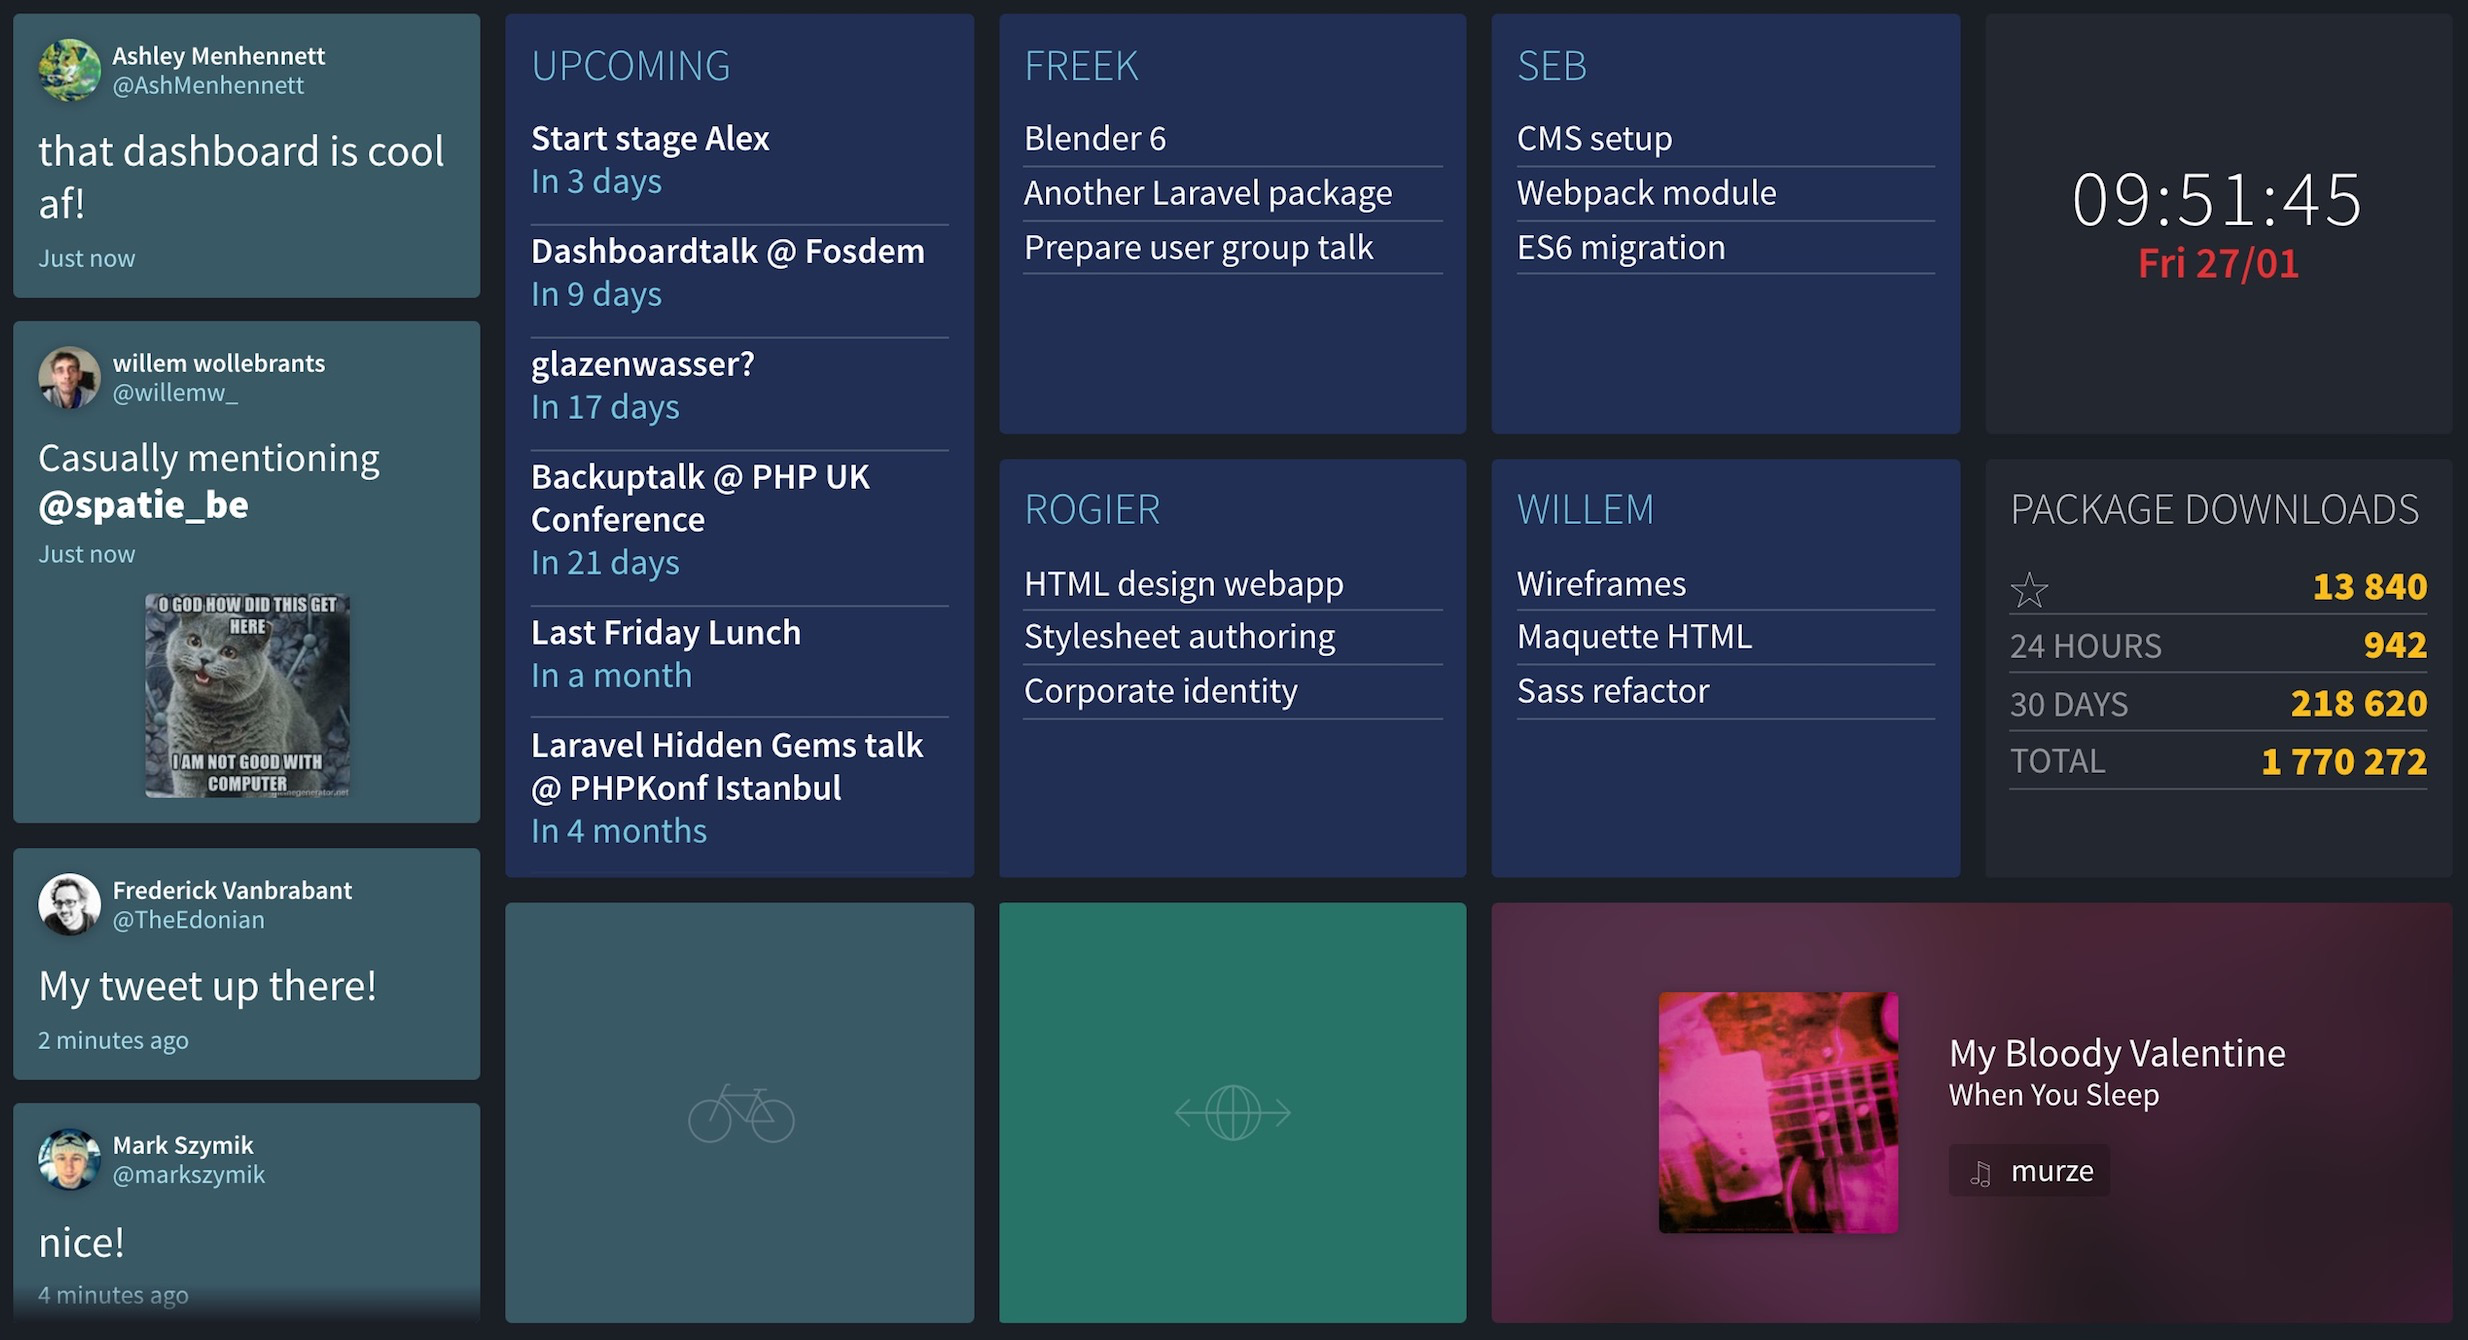 Ashley Menhennett
@AshMenhennett
that dashboard is cool
af!
Just now
willem wollebrants
@willemw_
Casually mentioning
@spatie_be
Just now
O GOD HOW DID THIS GET
HERE
I AM NOT GOOD WITH
COMPUTER
Frederick Vanbrabant
@TheEdonian
My tweet up there!
2 minutes ago
Mark Szymik
@markszymik
nice!
4 minutes ago
UPCOMING
Start stage Alex
In 3 days
Dashboardtalk @ Fosdem
In 9 days
glazenwasser?
In 17 days
Backuptalk @ PHP UK
Conference
In 21 days
Last Friday Lunch
In a month
Laravel Hidden Gems talk
@ PHPKonf Istanbul
In 4 months
FREEK
Blender 6
Another Laravel package
Prepare user group talk
SEB
CMS setup
Webpack module
ES6 migration
09:51:45
Fri 27/01
ROGIER
HTML design webapp
Stylesheet authoring
Corporate identity
WILLEM
Wireframes
Maquette HTML
Sass refactor
PACKAGE DOWNLOADS
13 840
24 HOURS 942
30 DAYS 218 620
TOTAL 1 770 272
My Bloody Valentine
When You Sleep
murze